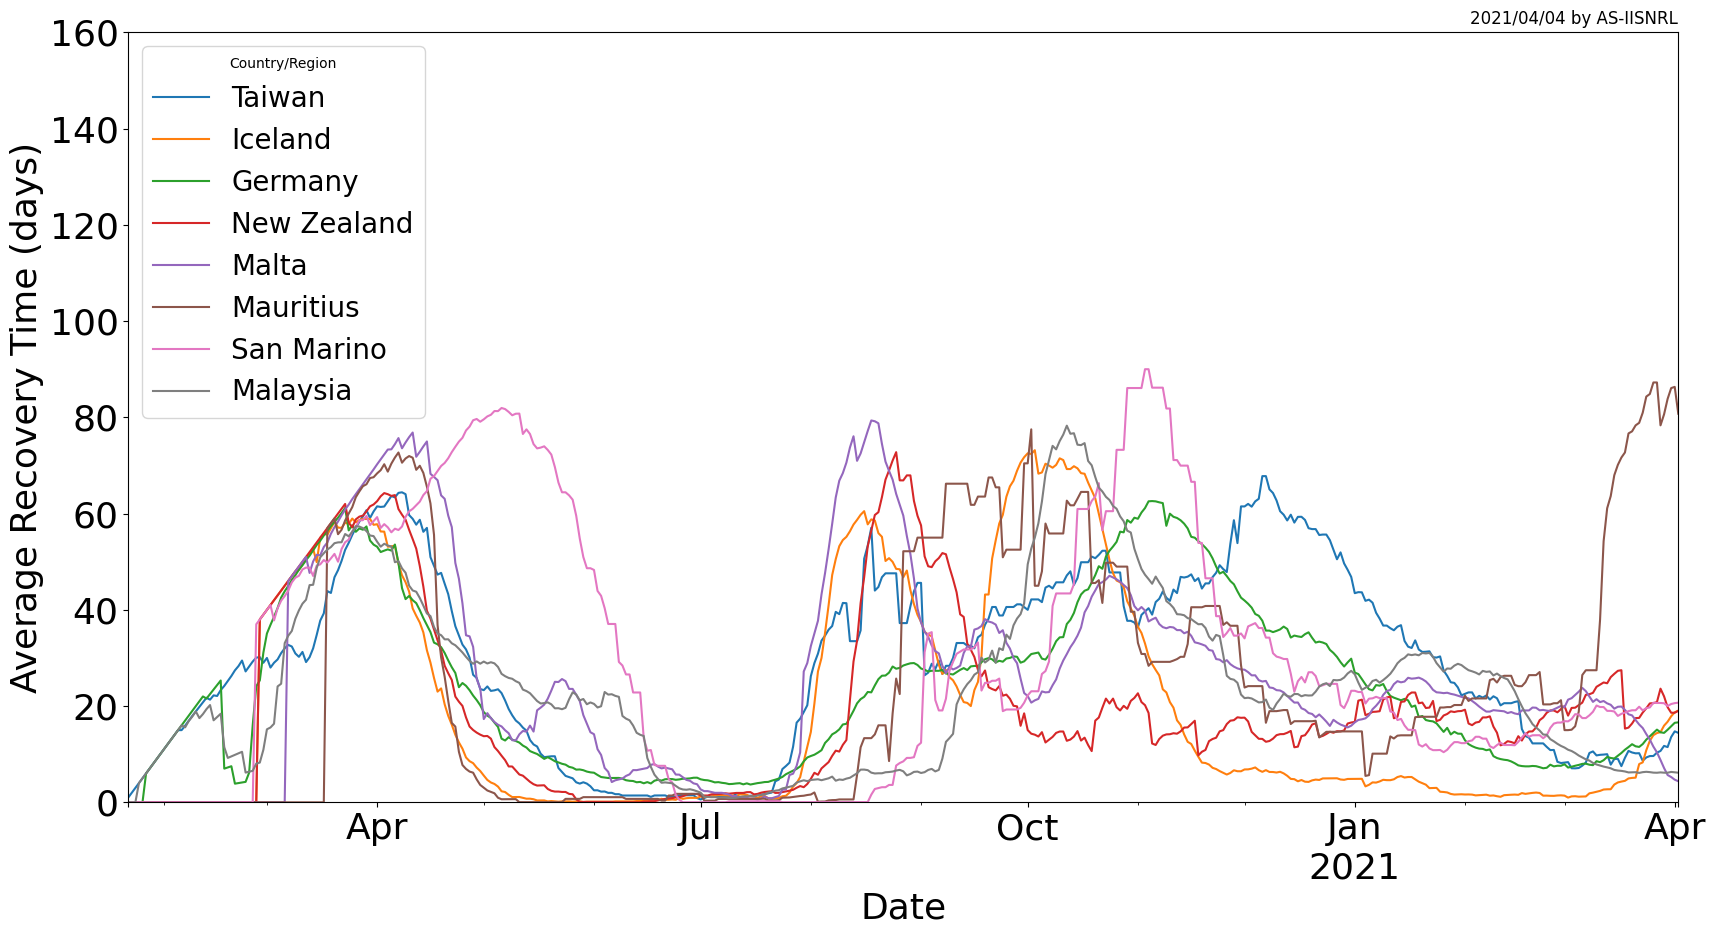 2021/04/04 by AS-IISNRL
160
140
120
100
80
60
40
20
0
Average Recovery Time (days)
Country/Region
Taiwan
Iceland
Germany
New Zealand
Malta
Mauritius
San Marino
Malaysia
Apr
Jul
Oct
Jan
2021
Apr
Date